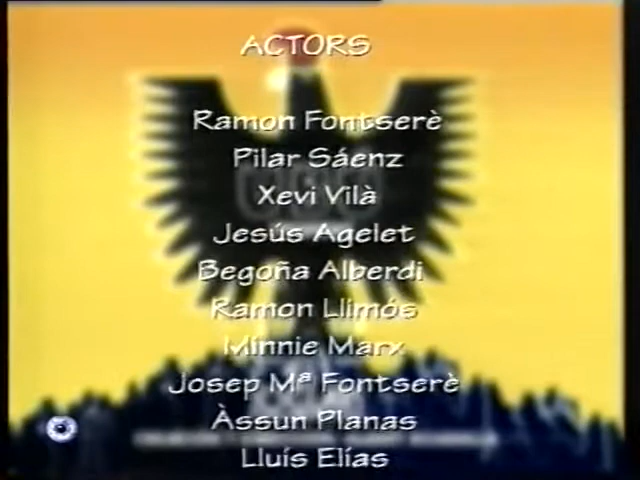 ACTORS
Ramon Fontserè
Pilar Sáenz
Xevi Vilà
Jesús Agelet
Begoña Alberdi
Ramon Llimós
Minnie Marx
Josep Mª Fontserè
Àssun Planas
Lluís Elías